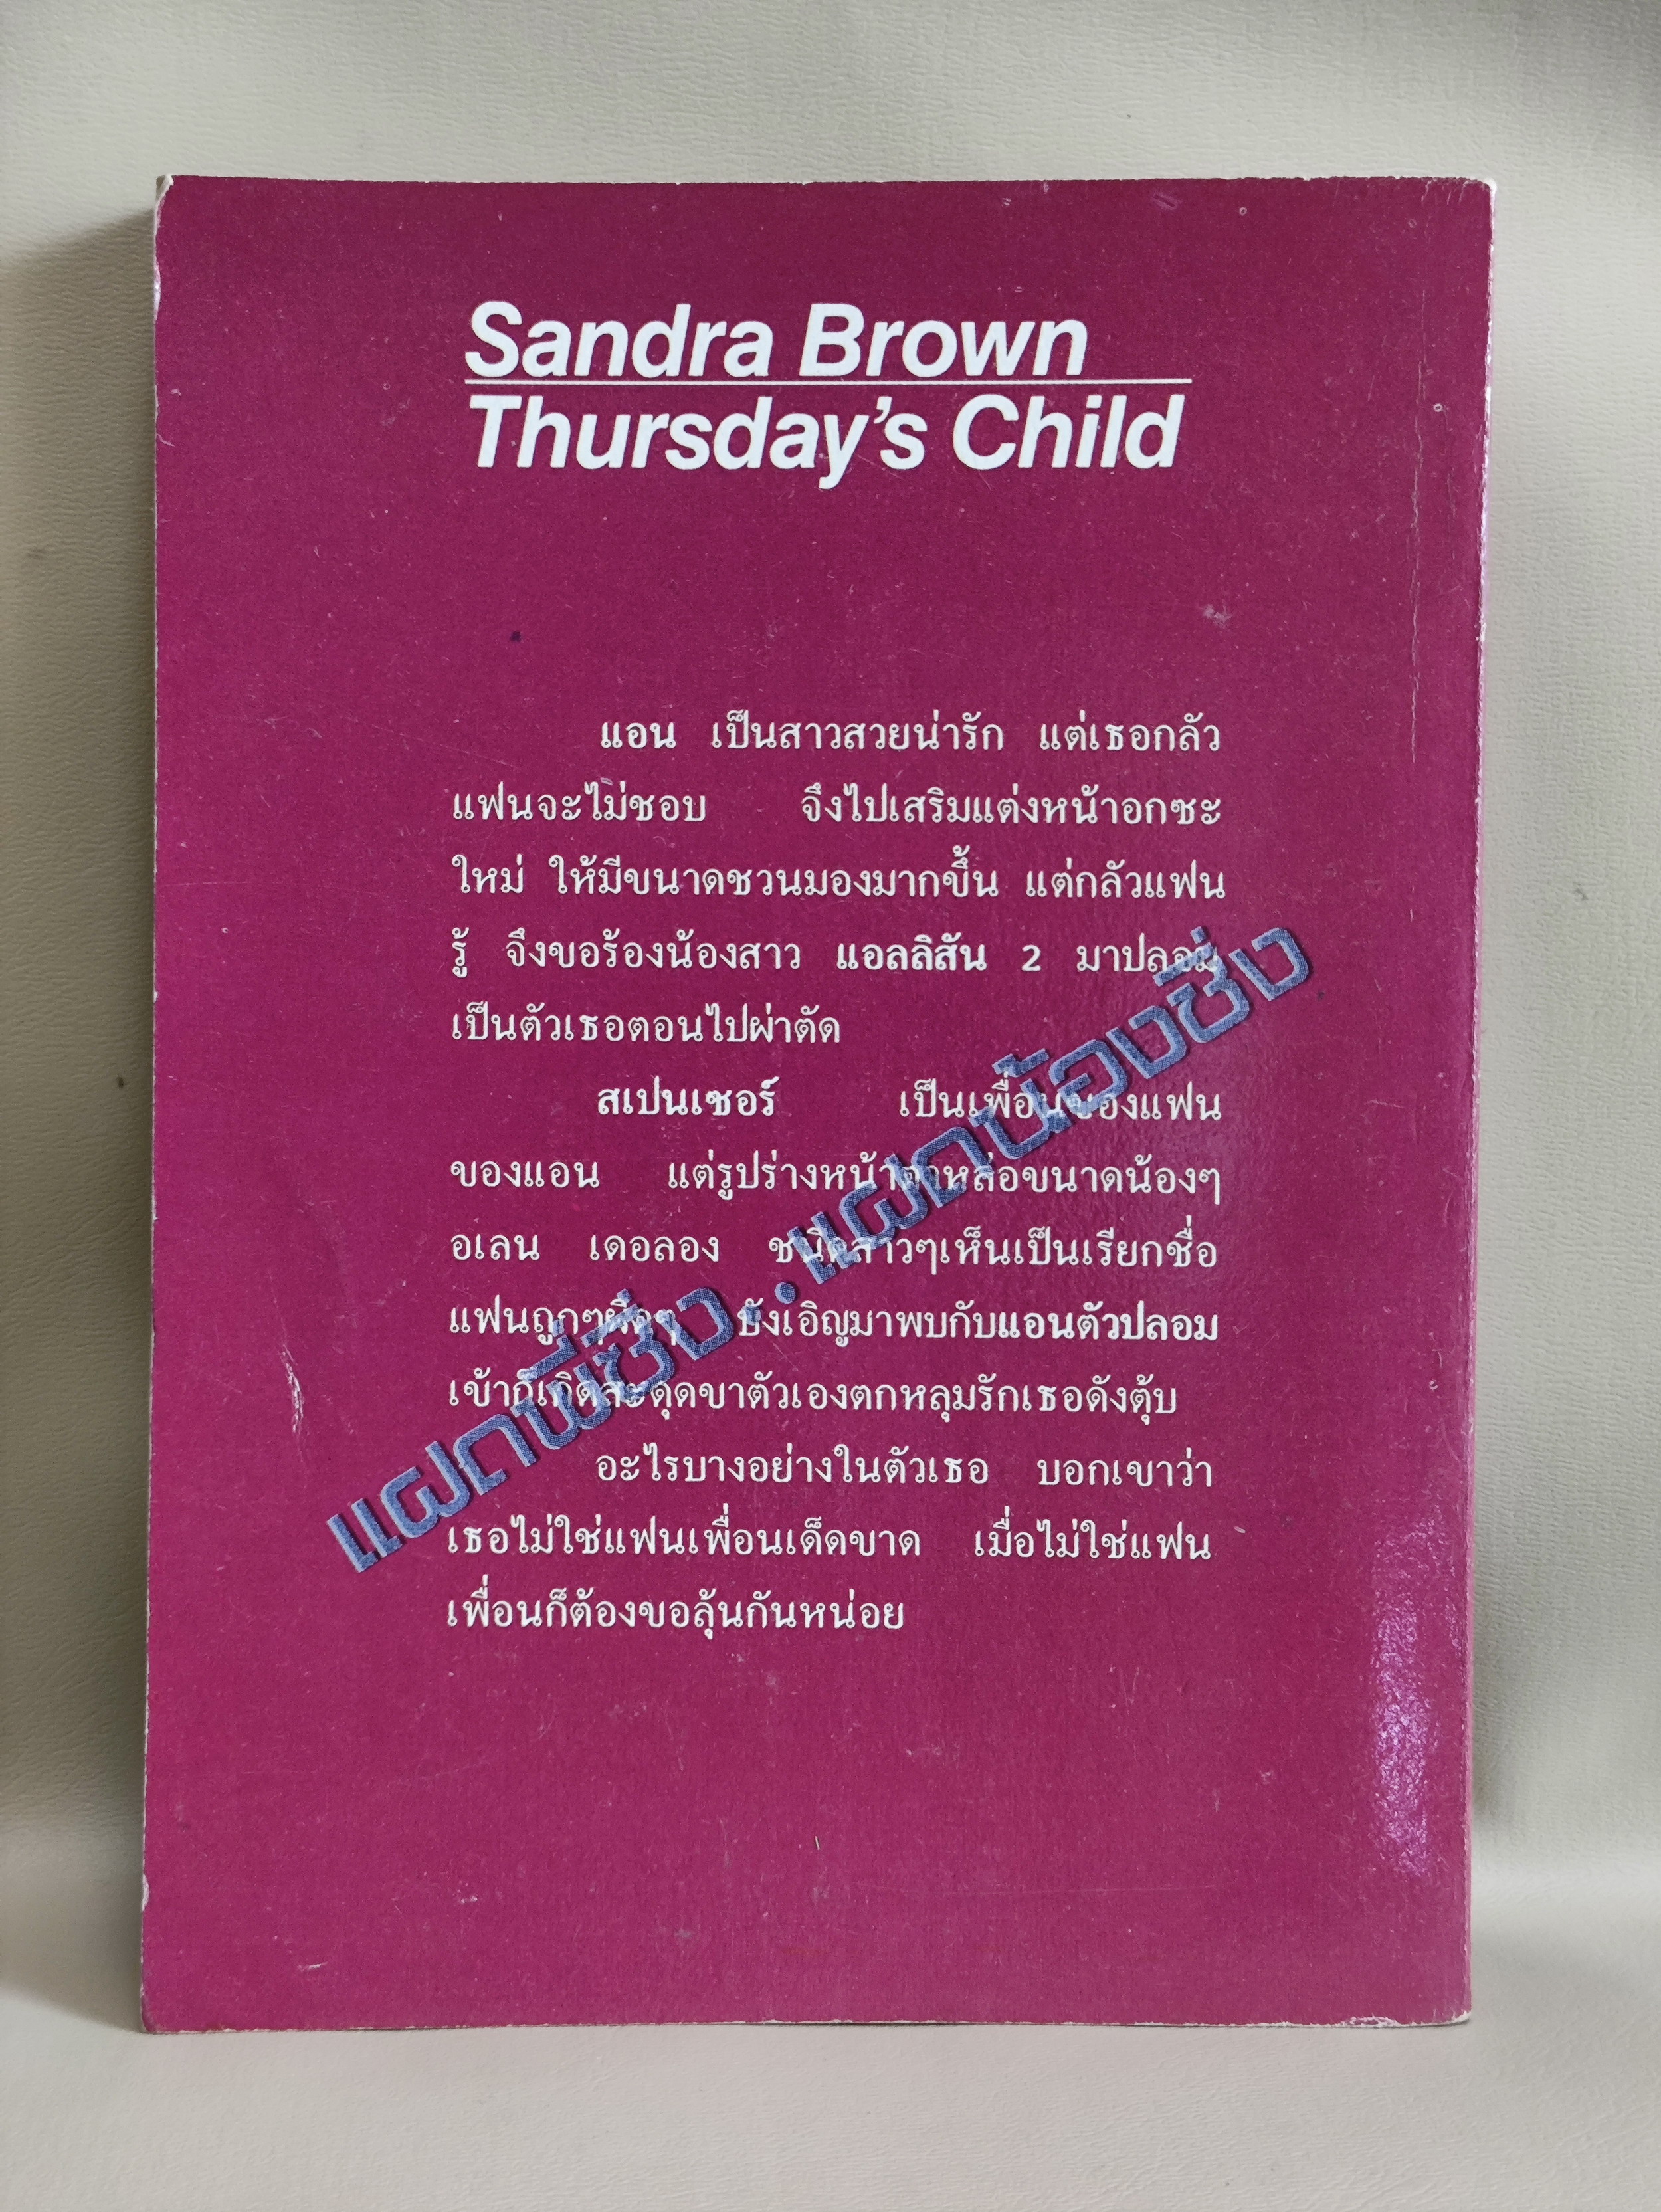 Sandra Brown
Thursday's Child
แอน เป็นสาวสวยน่ารัก แต่เธอกลัว
แฟนจะไม่ชอบ จึงไปเสริมแต่งหน้าอกซะ
ใหม่ ให้มีขนาดชวนมองมากขึ้น แต่กลัวแฟน
รู้ จึงขอร้องน้องสาว แอลลิสัน 2 มาปลอม
เป็นตัวเธอตอนไปผ่าตัด
สเปนเซอร์ เป็นเพื่อนของแฟน
ของแอน แต่รูปร่างหน้าตาหล่อขนาดน้องๆ
อเลน เดอลอง ชนิดสาวๆเห็นเป็นเรียกชื่อ
แฟนถูกๆผิดๆ บังเอิญมาพบกับแอนตัวปลอม
เข้าก็เกิดสะดุดขาตัวเองตกหลุมรักเธอดังตุ้บ
อะไรบางอย่างในตัวเธอ บอกเขาว่า
เธอไม่ใช่แฟนเพื่อนเด็ดขาด เมื่อไม่ใช่แฟน
เพื่อนก็ต้องขอลุ้นกันหน่อย
แฝดพี่ซิ่ง..แฝดน้องซิ่ง